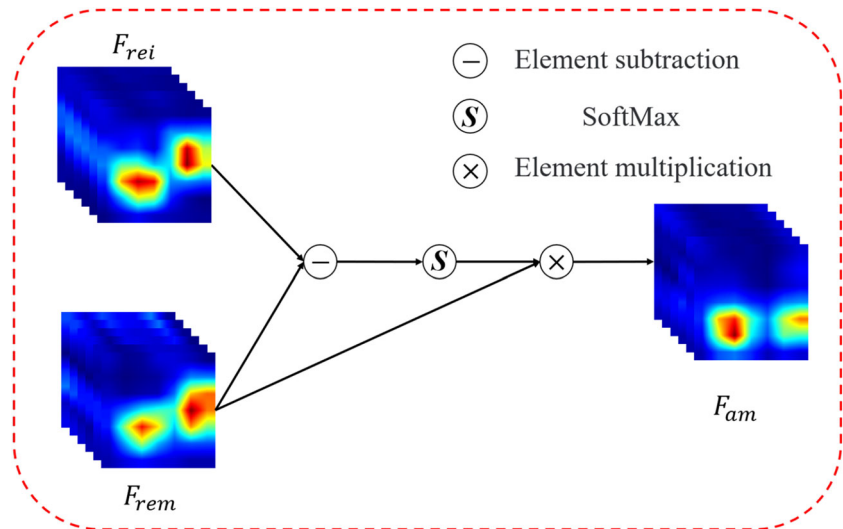 F_rei
− Element subtraction
S SoftMax
× Element multiplication
− S ×
F_am
F_rem